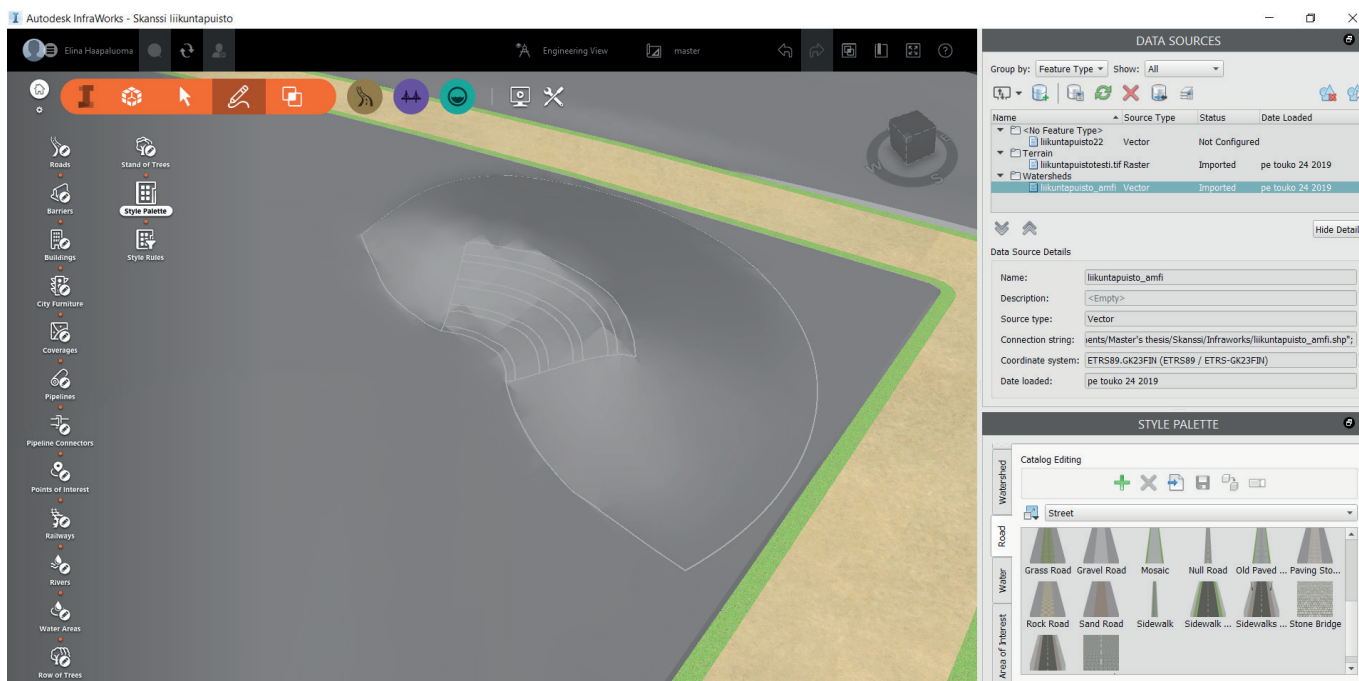 Autodesk InfraWorks - Skanssi liikuntapuisto
Elina Haapaluoma
Engineering View
master
Roads
Barriers
Buildings
City Furniture
Coverages
Pipelines
Pipeline Connectors
Points of Interest
Railways
Rivers
Water Areas
Row of Trees
Stand of Trees
Style Palette
Style Rules
W
S
DATA SOURCES
Group by: Feature Type Show: All
Name Source Type Status Date Loaded
<No Feature Type>
liikuntapuisto22 Vector Not Configured
Terrain
liikuntapuistotesti.tif Raster Imported pe touko 24 2019
Watersheds
liikuntapuisto_amfi Vector Imported pe touko 24 2019
Hide Detail
Data Source Details
Name: liikuntapuisto_amfi
Description: <Empty>
Source type: Vector
Connection string: ents/Master's thesis/Skanssi/Infraworks/liikuntapuisto_amfi.shp";
Coordinate system: ETRS89.GK23FIN (ETRS89 / ETRS-GK23FIN)
Date loaded: pe touko 24 2019
STYLE PALETTE
Watershed
Road
Water
Area of Interest
Catalog Editing
Street
Grass Road Gravel Road Mosaic Null Road Old Paved ... Paving Sto...
Rock Road Sand Road Sidewalk Sidewalk ... Sidewalks ... Stone Bridge